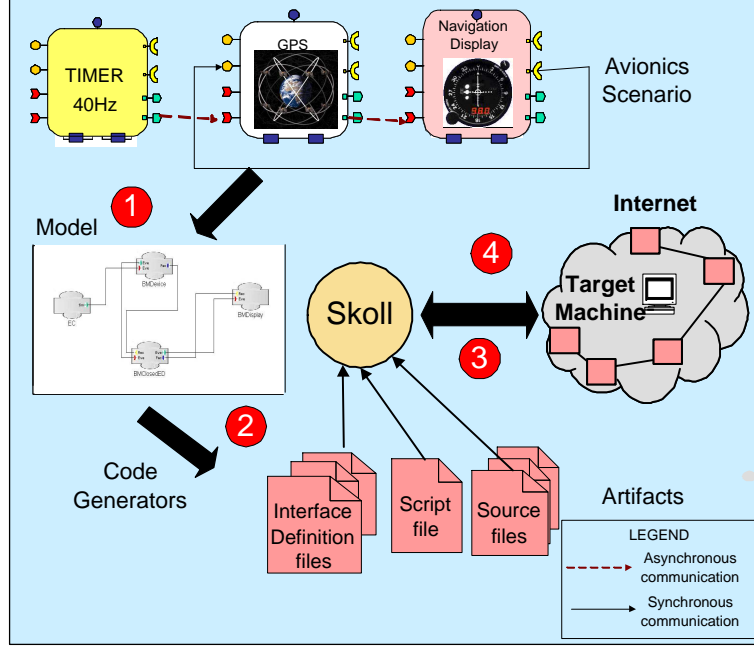 GPS
Navigation
Display
TIMER
40Hz
Avionics
Scenario
1
Model
Internet
4
Target
Machine
Skoll
3
BMDevice
EC
BMDisplay
BMClosedED
2
Code
Generators
Interface
Definition
files
Script
file
Source
files
Artifacts
LEGEND
Asynchronous
communication
Synchronous
communication